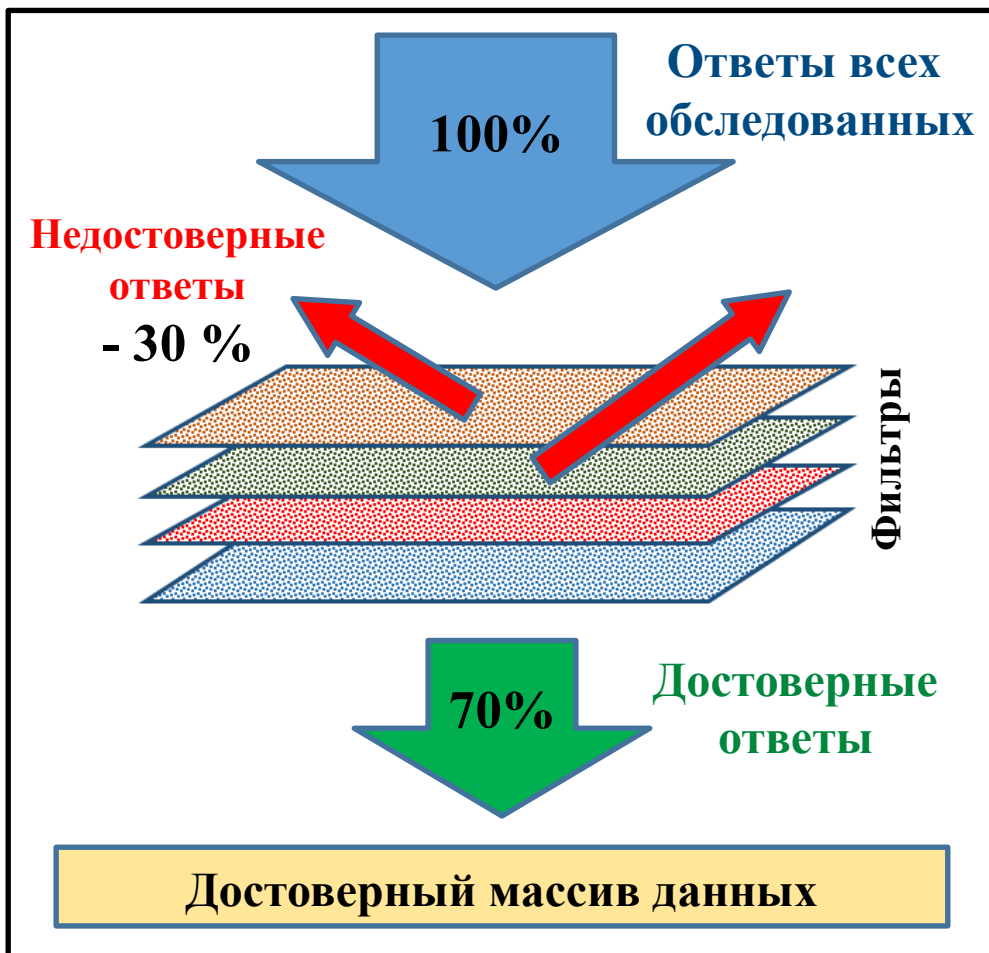 Ответы всех
обследованных
100%
Недостоверные
ответы
- 30 %
Фильтры
70%
Достоверные
ответы
Достоверный массив данных